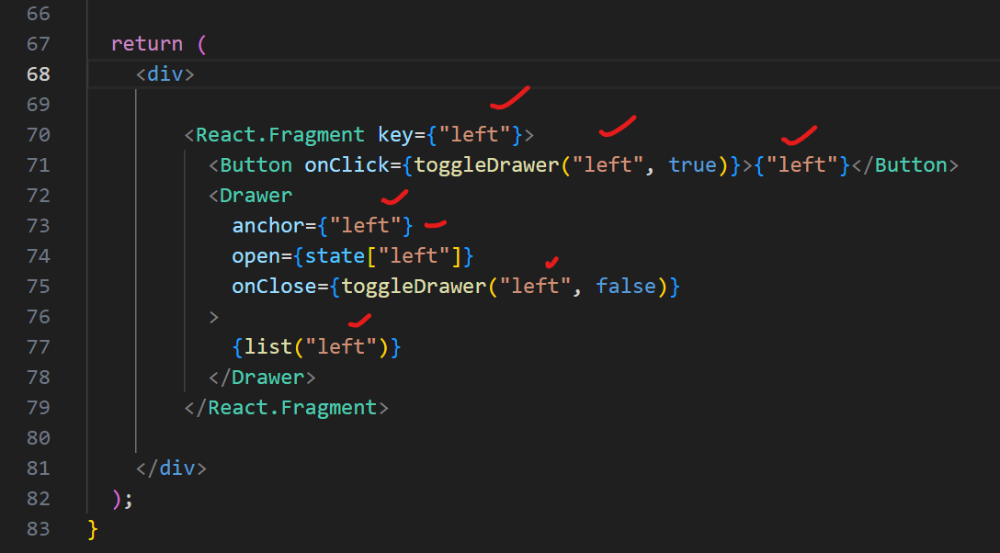 66
67 return (
68 <div>
69
70 <React.Fragment key={"left"}>
71 <Button onClick={toggleDrawer("left", true)}>{"left"}</Button>
72 <Drawer
73 anchor={"left"}
74 open={state["left"]}
75 onClose={toggleDrawer("left", false)}
76 >
77 {list("left")}
78 </Drawer>
79 </React.Fragment>
80
81 </div>
82 );
83 }